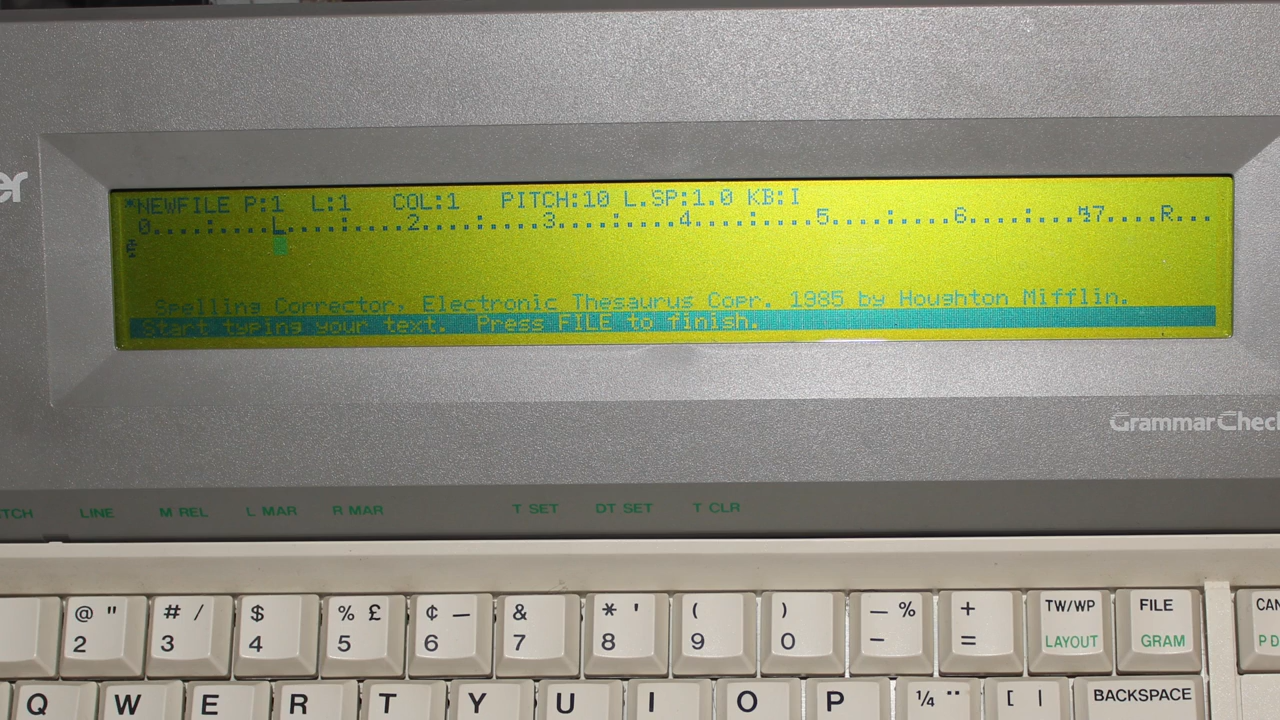 er
*NEWFILE P:1 L:1 COL:1 PITCH:10 L.SP:1.0 KB:I
0....:....L....:....2....:....3....:....4....:....5....:....6....:...
7....R...
Spelling Corrector, Electronic Thesaurus Copr. 1985 by Houghton Mifflin.
Start typing your text. Press FILE to finish.
GrammarCheck
TCH LINE M REL L MAR R MAR T SET DT SET T CLR
@ " # / $ % £ ¢ — & * ' ( ) — % + TW/WP FILE CAN
2 3 4 5 6 7 8 9 0 - = LAYOUT GRAM P D
Q W E R T Y U I O P ¼ ¨ [ | BACKSPACE